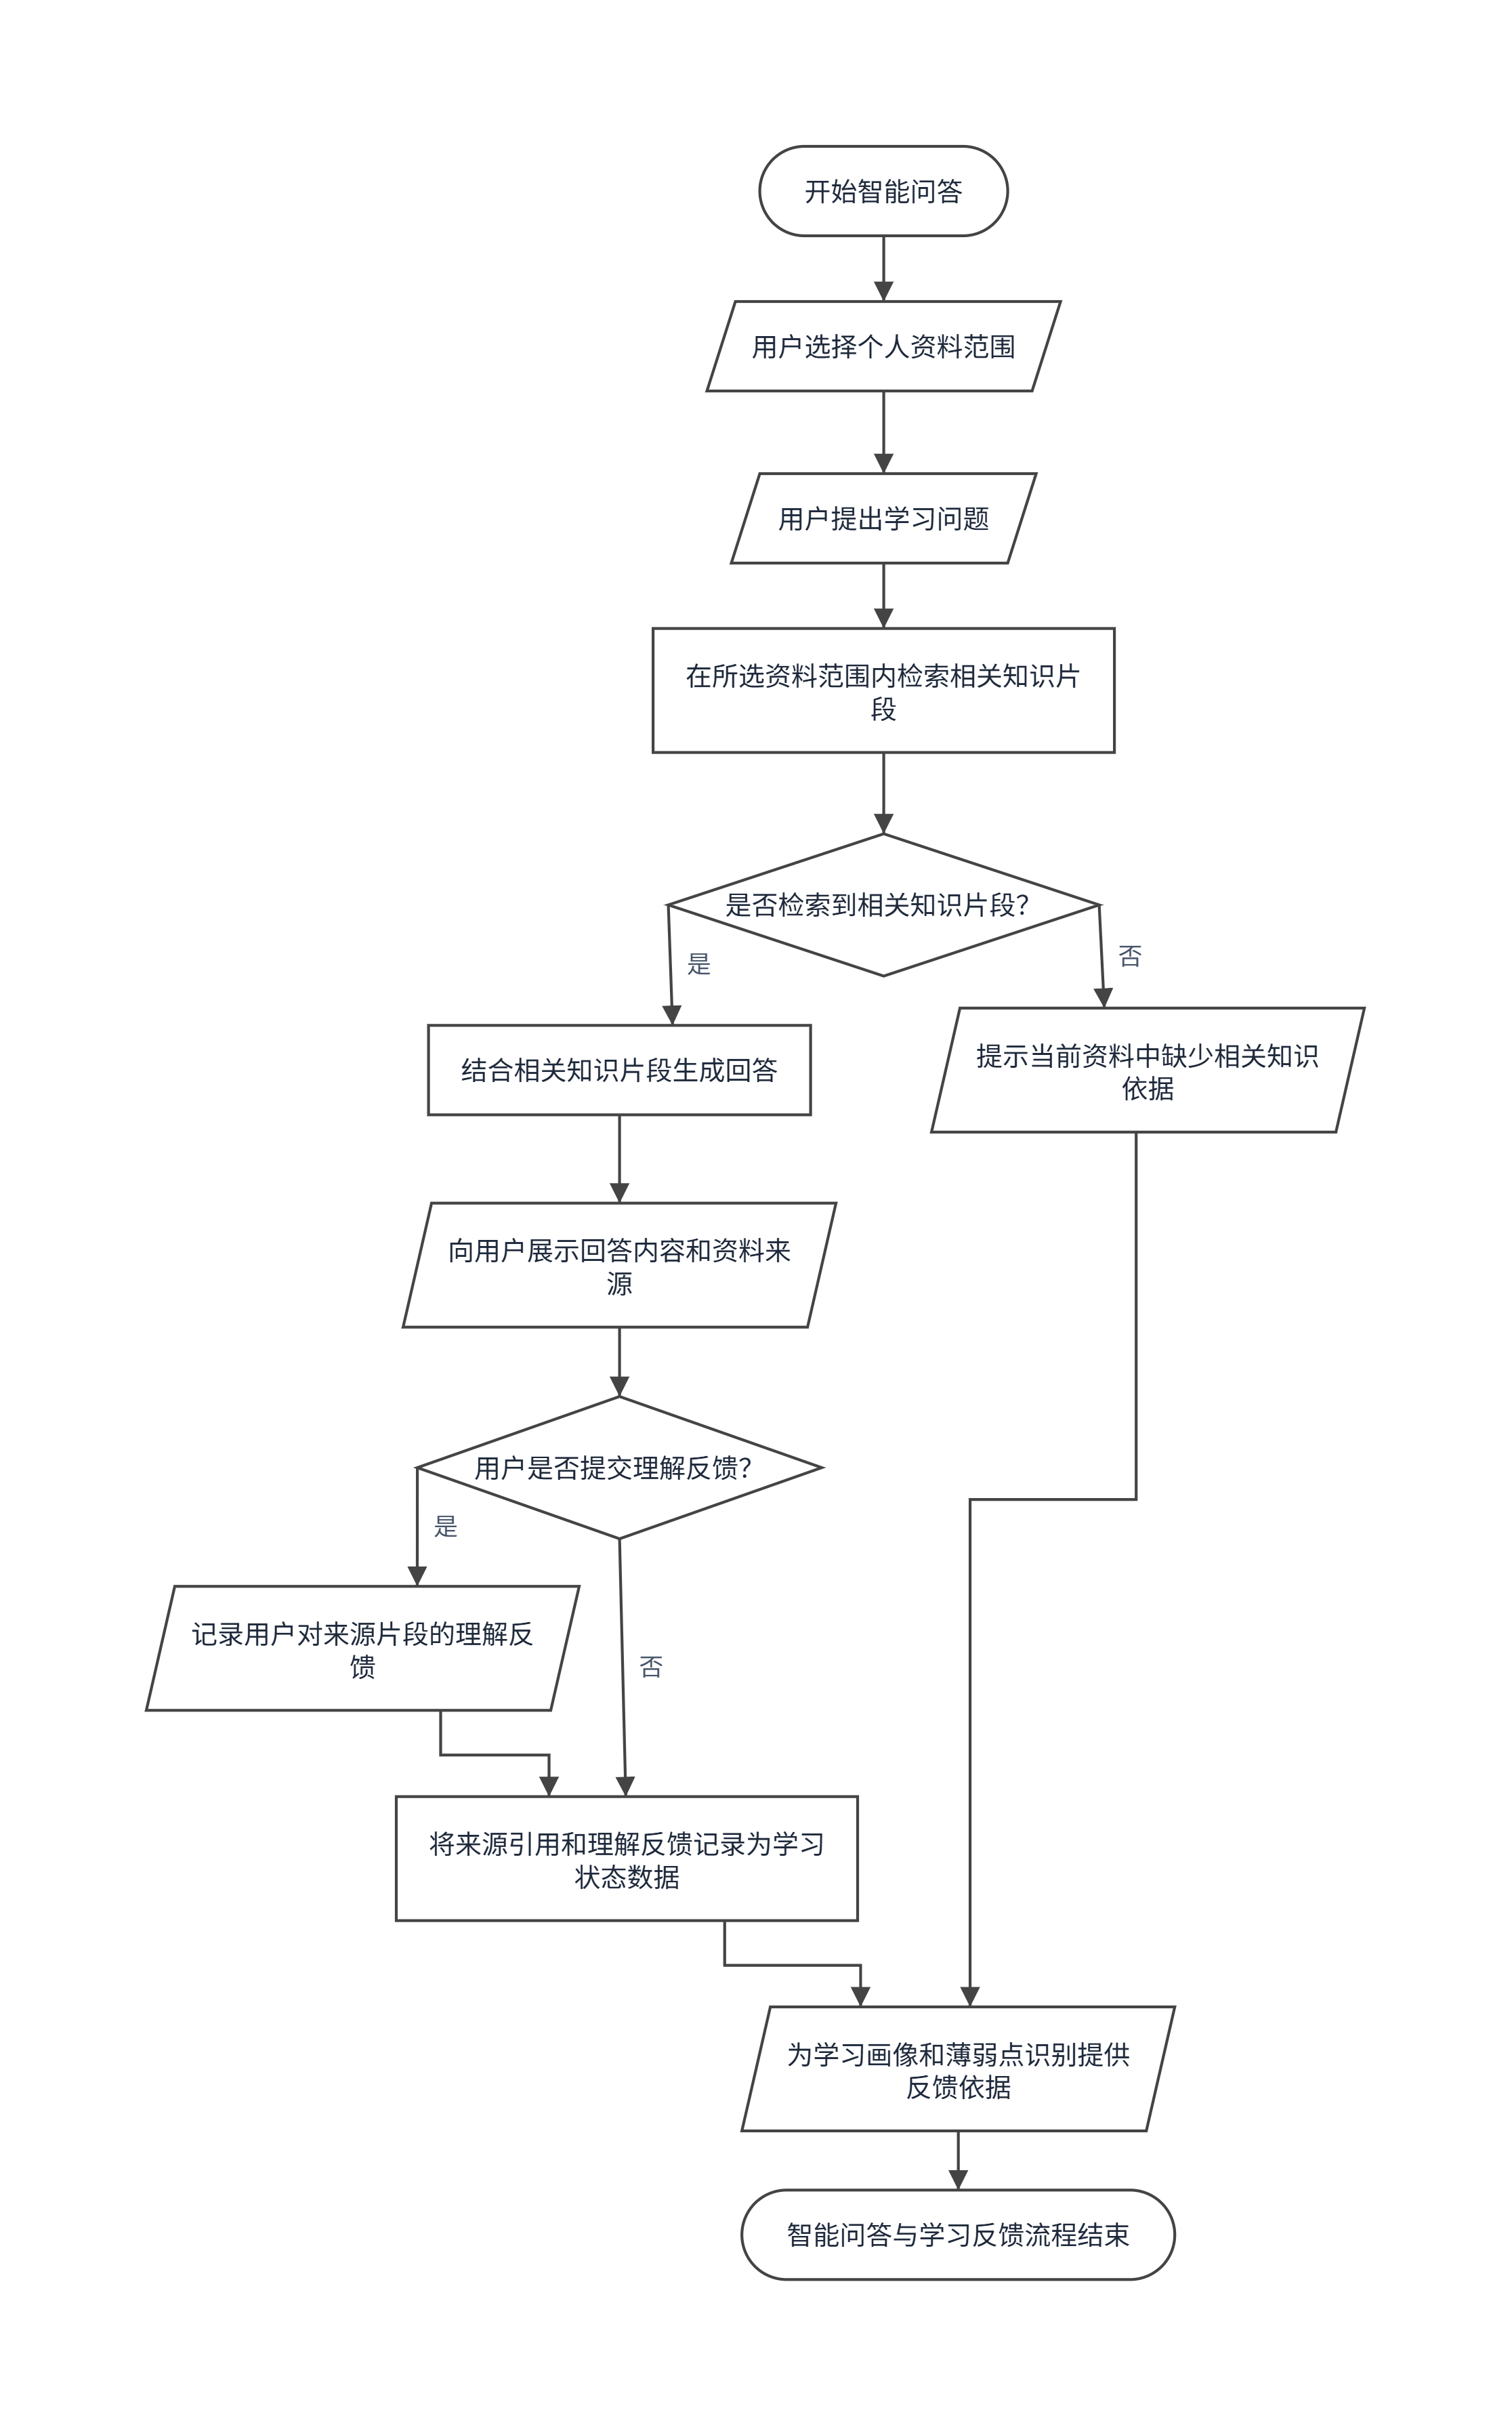 开始智能问答
用户选择个人资料范围
用户提出学习问题
在所选资料范围内检索相关知识片
段
是否检索到相关知识片段?
是
否
结合相关知识片段生成回答
提示当前资料中缺少相关知识
依据
向用户展示回答内容和资料来
源
用户是否提交理解反馈?
是
记录用户对来源片段的理解反
馈
否
将来源引用和理解反馈记录为学习
状态数据
为学习画像和薄弱点识别提供
反馈依据
智能问答与学习反馈流程结束